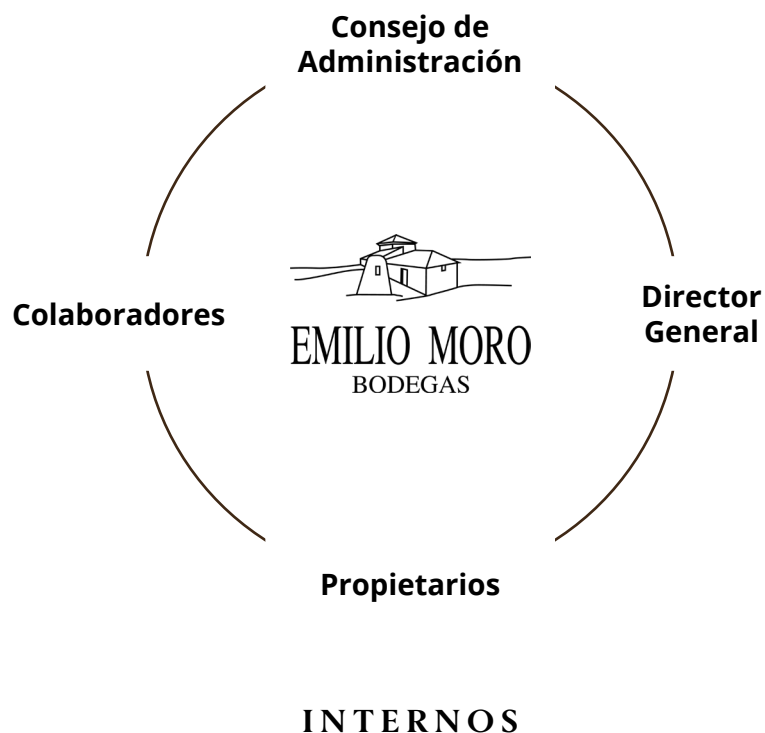 Consejo de
Administración
Colaboradores
Director
General
EMILIO MORO
BODEGAS
Propietarios
INTERNOS